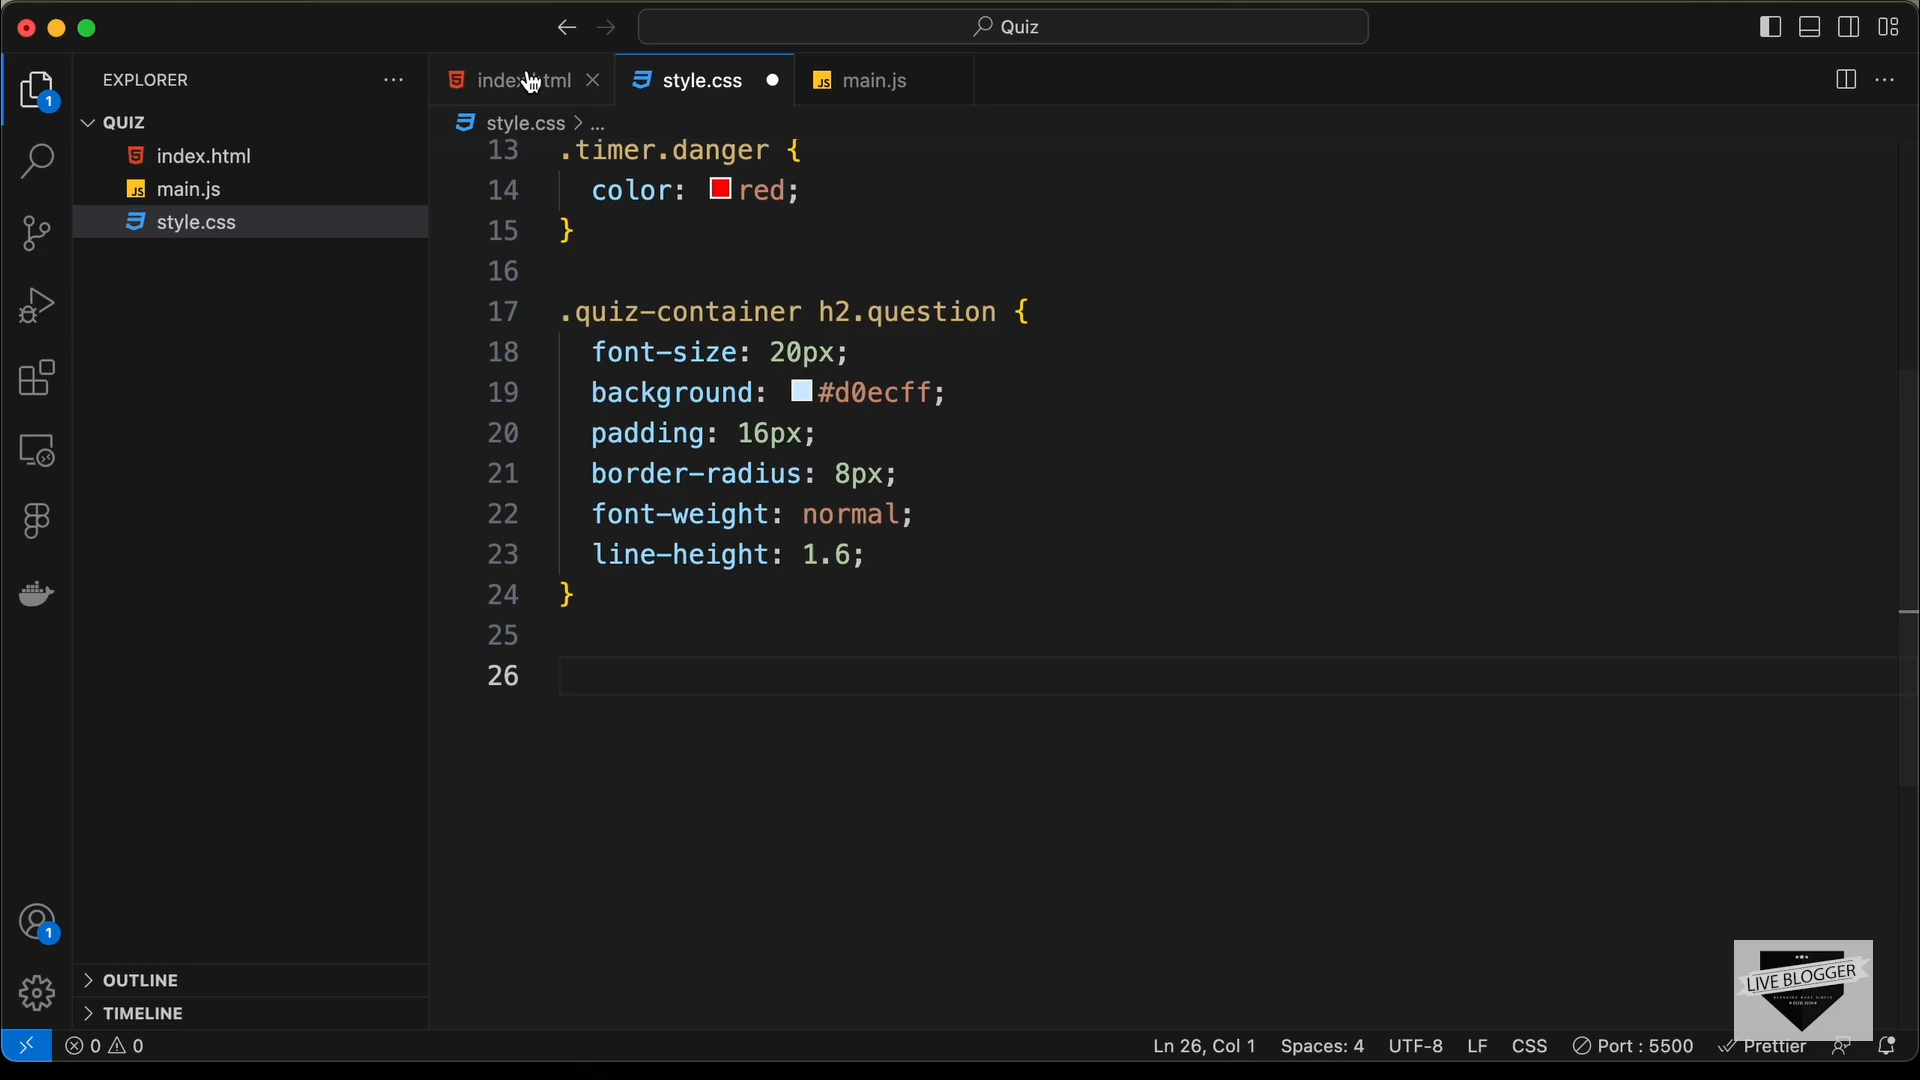 Quiz
EXPLORER
QUIZ
index.html
main.js
style.css
index.html
style.css
main.js
style.css > ...
13 .timer.danger {
14 color: red;
15 }
16
17 .quiz-container h2.question {
18 font-size: 20px;
19 background: #d0ecff;
20 padding: 16px;
21 border-radius: 8px;
22 font-weight: normal;
23 line-height: 1.6;
24 }
25
26
1
1
OUTLINE
TIMELINE
LIVE BLOGGER
0 0
Ln 26, Col 1
Spaces: 4
UTF-8
LF
CSS
Port : 5500
Prettier